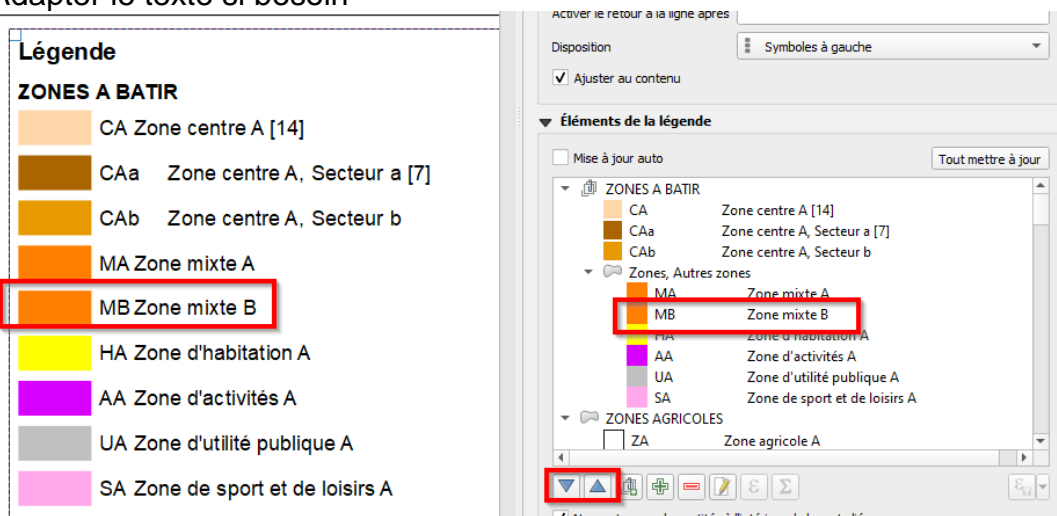 Adapter le texte si besoin
Légende
ZONES A BATIR
CA Zone centre A [14]
CAa Zone centre A, Secteur a [7]
CAb Zone centre A, Secteur b
MA Zone mixte A
MB Zone mixte B
HA Zone d'habitation A
AA Zone d'activités A
UA Zone d'utilité publique A
SA Zone de sport et de loisirs A
Activer le retour à la ligne après
Disposition
Symboles à gauche
Ajuster au contenu
Éléments de la légende
Mise à jour auto
Tout mettre à jour
ZONES A BATIR
CA Zone centre A [14]
CAa Zone centre A, Secteur a [7]
CAb Zone centre A, Secteur b
Zones, Autres zones
MA Zone mixte A
MB Zone mixte B
HA Zone d'habitation A
AA Zone d'activités A
UA Zone d'utilité publique A
SA Zone de sport et de loisirs A
ZONES AGRICOLES
ZA Zone agricole A
ε Σ